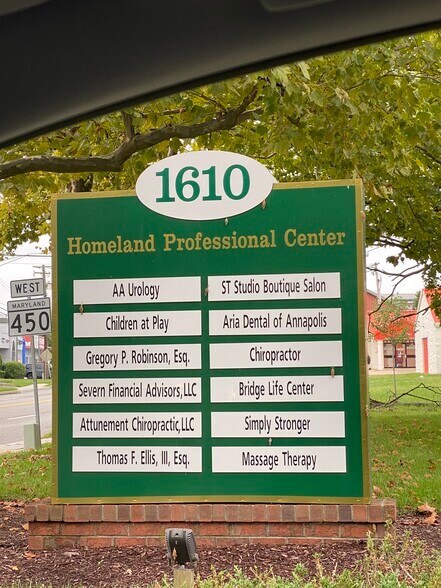 1610
Homeland Professional Center
AA Urology
Children at Play
Gregory P. Robinson, Esq.
Severn Financial Advisors, LLC
Attunement Chiropractic, LLC
Thomas F. Ellis, III, Esq.
ST Studio Boutique Salon
Aria Dental of Annapolis
Chiropractor
Bridge Life Center
Simply Stronger
Massage Therapy
WEST
MARYLAND
450